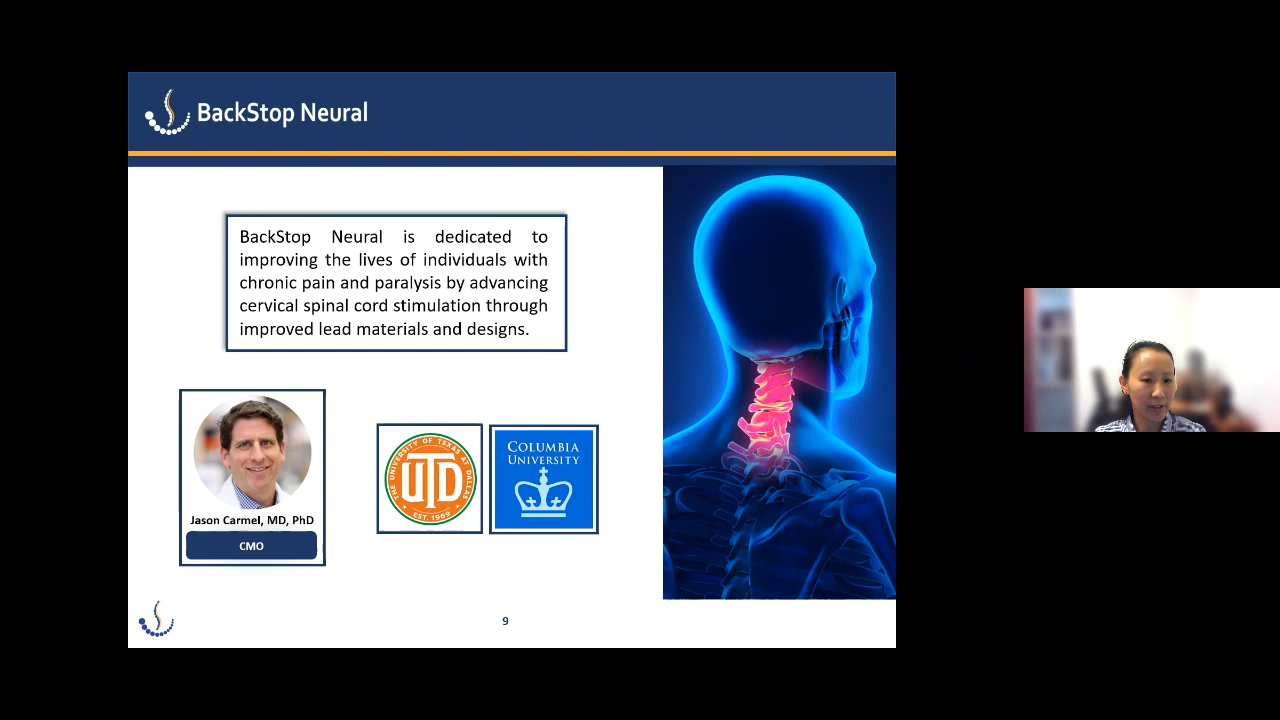 BackStop Neural
BackStop Neural is dedicated to
improving the lives of individuals with
chronic pain and paralysis by advancing
cervical spinal cord stimulation through
improved lead materials and designs.
Jason Carmel, MD, PhD
CMO
THE UNIVERSITY OF TEXAS AT DALLAS
UTD
EST. 1969
COLUMBIA
UNIVERSITY
9